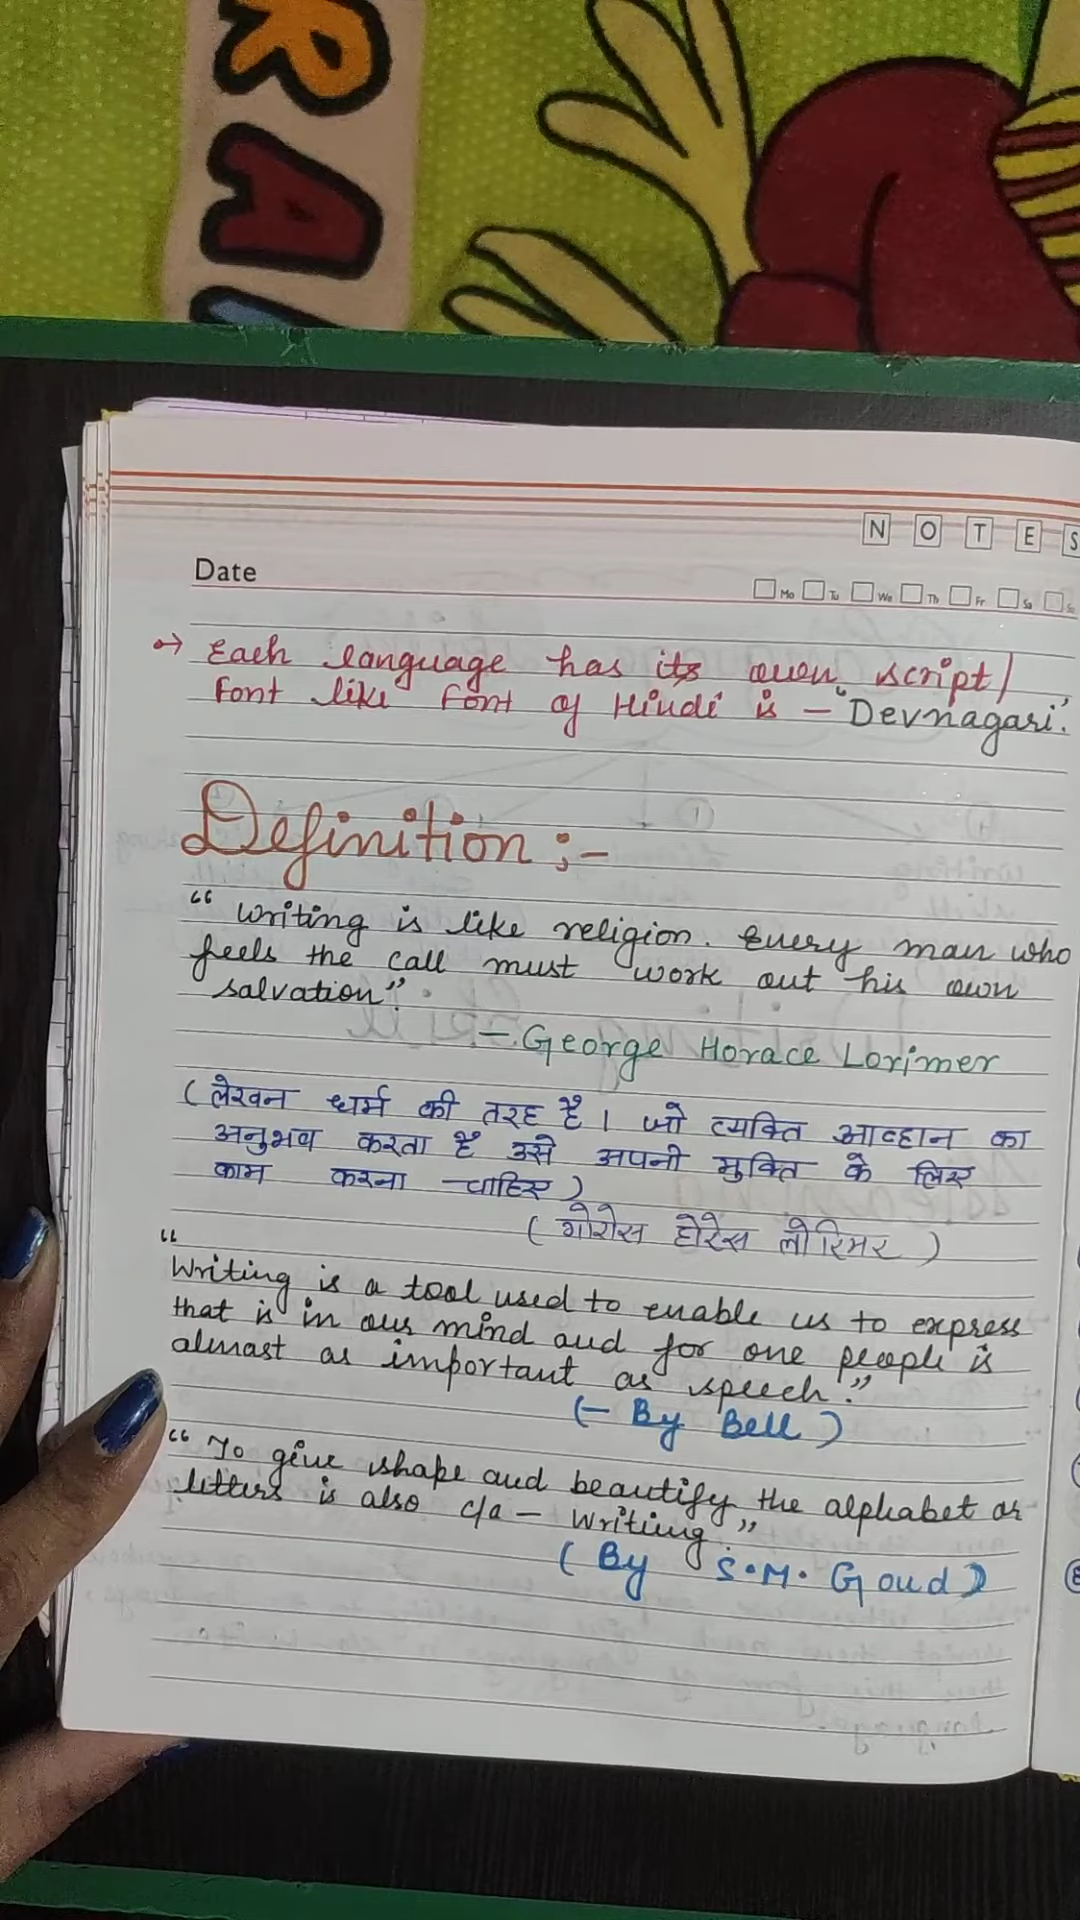 RA
NOTES
Date
Mo Tu We Th Fr Sa Su
→ Each language has its own script/
Font like Font of Hindi is – "Devnagari".
Definition :-
"Writing is like religion. Every man who
feels the call must work out his own
salvation".
– George Horace Lorimer
(लेखन धर्म की तरह है। जो व्यक्ति आव्हान का
अनुभव करता है उसे अपनी मुक्ति के लिए
काम करना चाहिए)
(गोरोस होरेस लोरिमर)
"
Writing is a tool used to enable us to express
that is in our mind and for one people is
almast as important as speech."
(– By Bell)
"To give shape and beautify the alphabet or
letters is also c/a – Writing."
(By S.M. Goud)